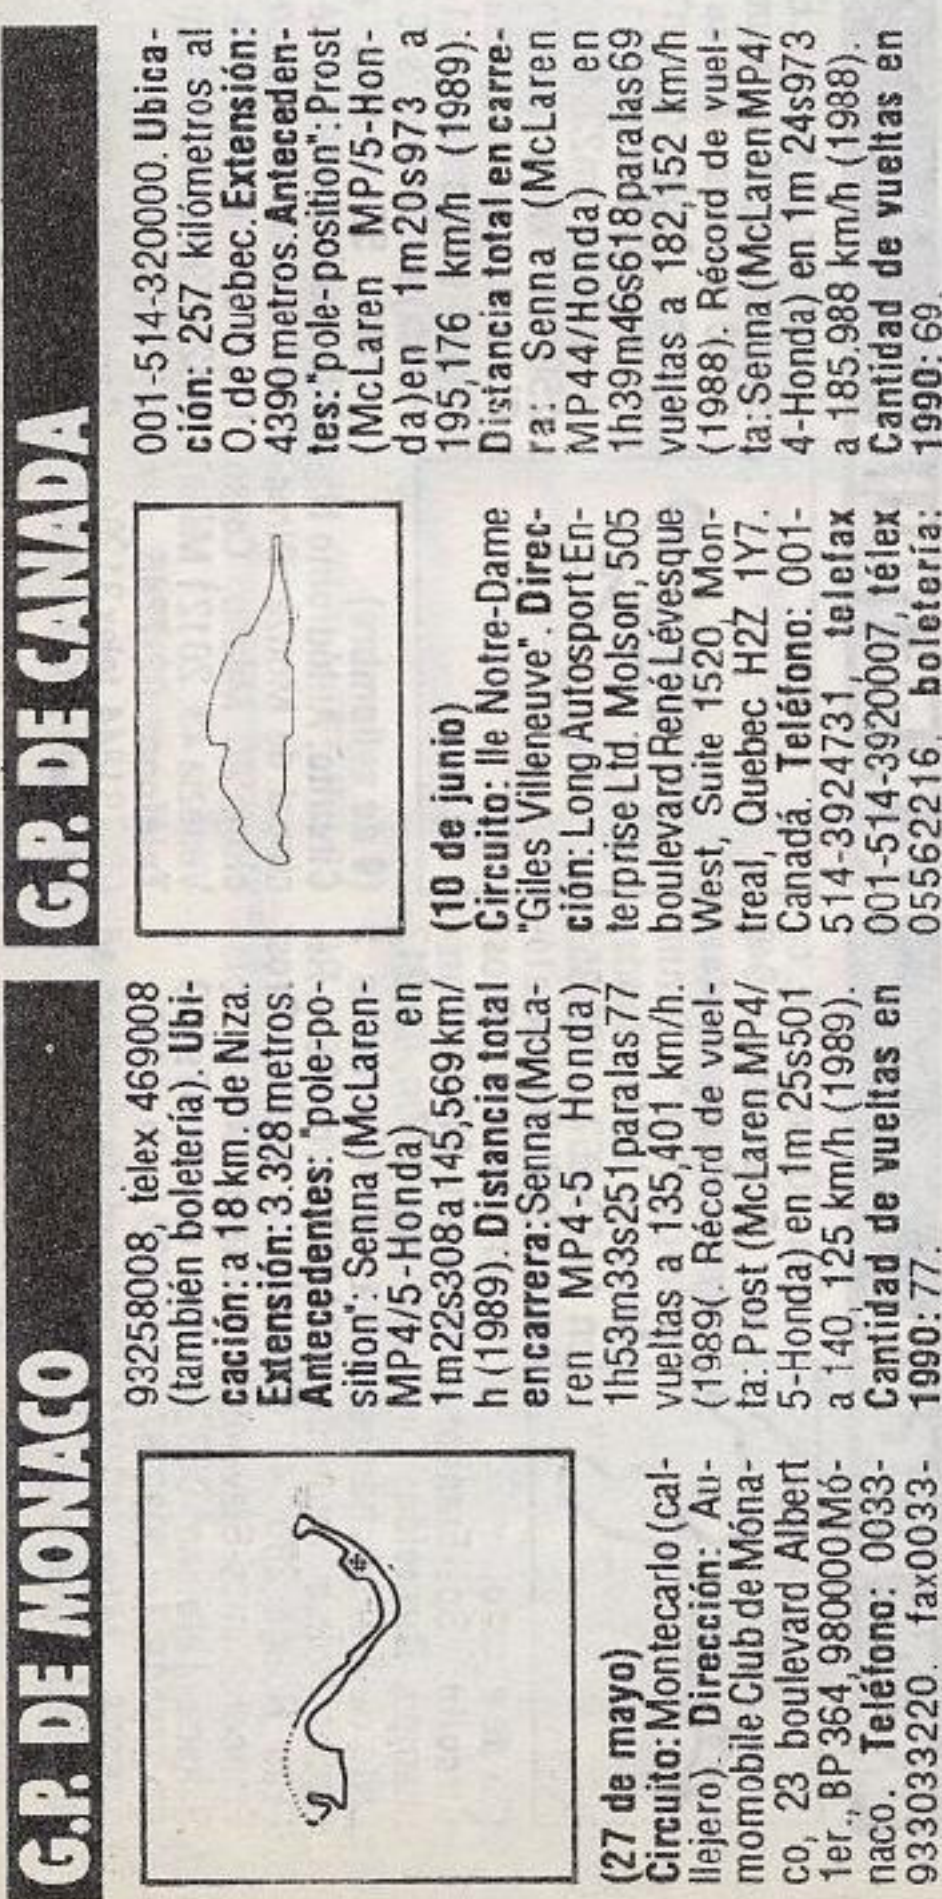 G.P. DE MONACO
(27 de mayo)
Circuito: Montecarlo (cal-
llejero). Dirección: Au-
momobile Club de Móna-
co, 23 boulevard Albert
1er., BP 364, 980000 Mó-
naco. Teléfono: 0033-
933033220. fax0033-
93258008, télex 469008
(también boletería). Ubi-
cación: a 18 km. de Niza.
Extensión: 3.328 metros.
Antecedentes: "pole-po-
sition": Senna (McLaren-
MP4/5-Honda) en
1m22s308 a 145,569 km/
h (1989). Distancia total
en carrera: Senna (McLa-
ren MP4-5 Honda)
1h53m33s251 para las 77
vueltas a 135,401 km/h.
(1989(. Récord de vuel-
ta: Prost (McLaren MP4/
5-Honda) en 1m 25s501
a 140, 125 km/h (1989).
Cantidad de vueltas en
1990: 77.
G.P. DE CANADA
(10 de junio)
Circuito: Ile Notre-Dame
"Giles Villeneuve". Direc-
ción: Long Autosport En-
terprise Ltd. Molson, 505
boulevard René Lévesque
West, Suite 1520, Mon-
treal, Quebec H2Z 1Y7.
Canadá. Teléfono: 001-
514-3924731, telefax
001-514-3920007, télex
05562216, boletería:
001-514-320000. Ubica-
ción: 257 kilómetros al
O. de Quebec. Extensión:
4390 metros. Anteceden-
tes: "pole-position": Prost
(McLaren MP/5-Hon-
da) en 1m20s973 a
195,176 km/h (1989).
Distancia total en carre-
ra: Senna (McLaren
MP44/Honda) en
1h39m46s618 para las 69
vueltas a 182,152 km/h
(1988). Récord de vuel-
ta: Senna (McLaren MP4/
4-Honda) en 1m 24s973
a 185.988 km/h (1988).
Cantidad de vueltas en
1990: 69